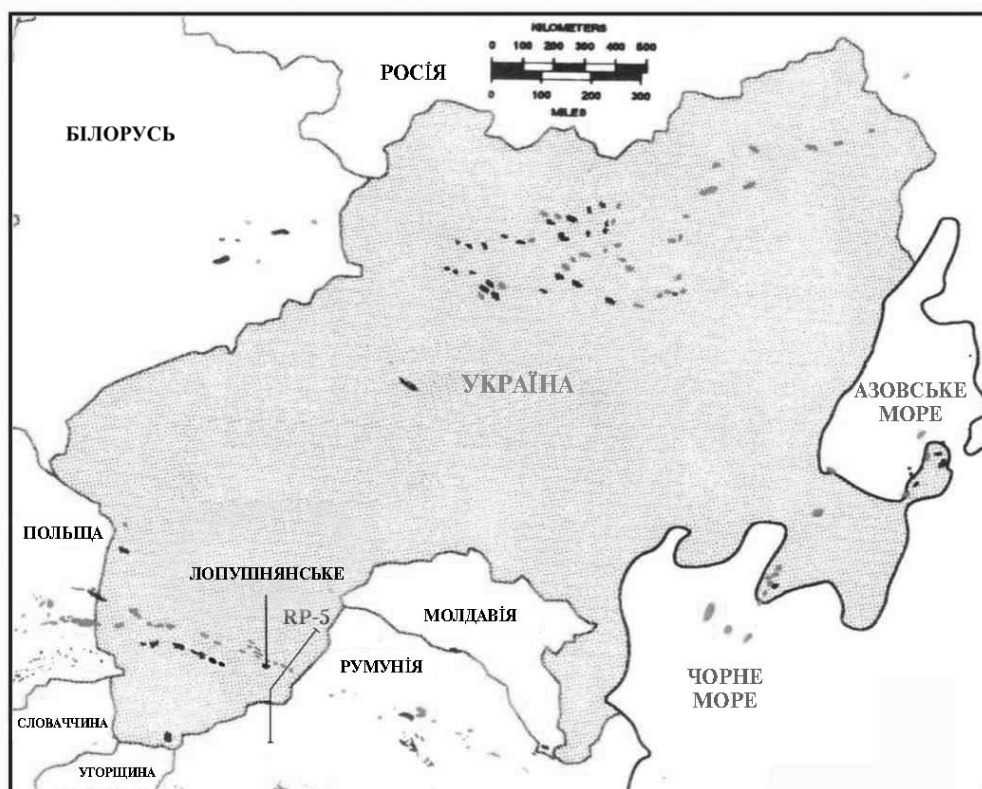 KILOMETERS
0 100 200 300 400 500
0 100 200 300
MILES
РОСІЯ
БІЛОРУСЬ
УКРАЇНА
АЗОВСЬКЕ
МОРЕ
ПОЛЬЩА
ЛОПУШНЯНСЬКЕ
RP-5
МОЛДАВІЯ
РУМУНІЯ
ЧОРНЕ
МОРЕ
СЛОВАЧЧИНА
УГОРЩИНА